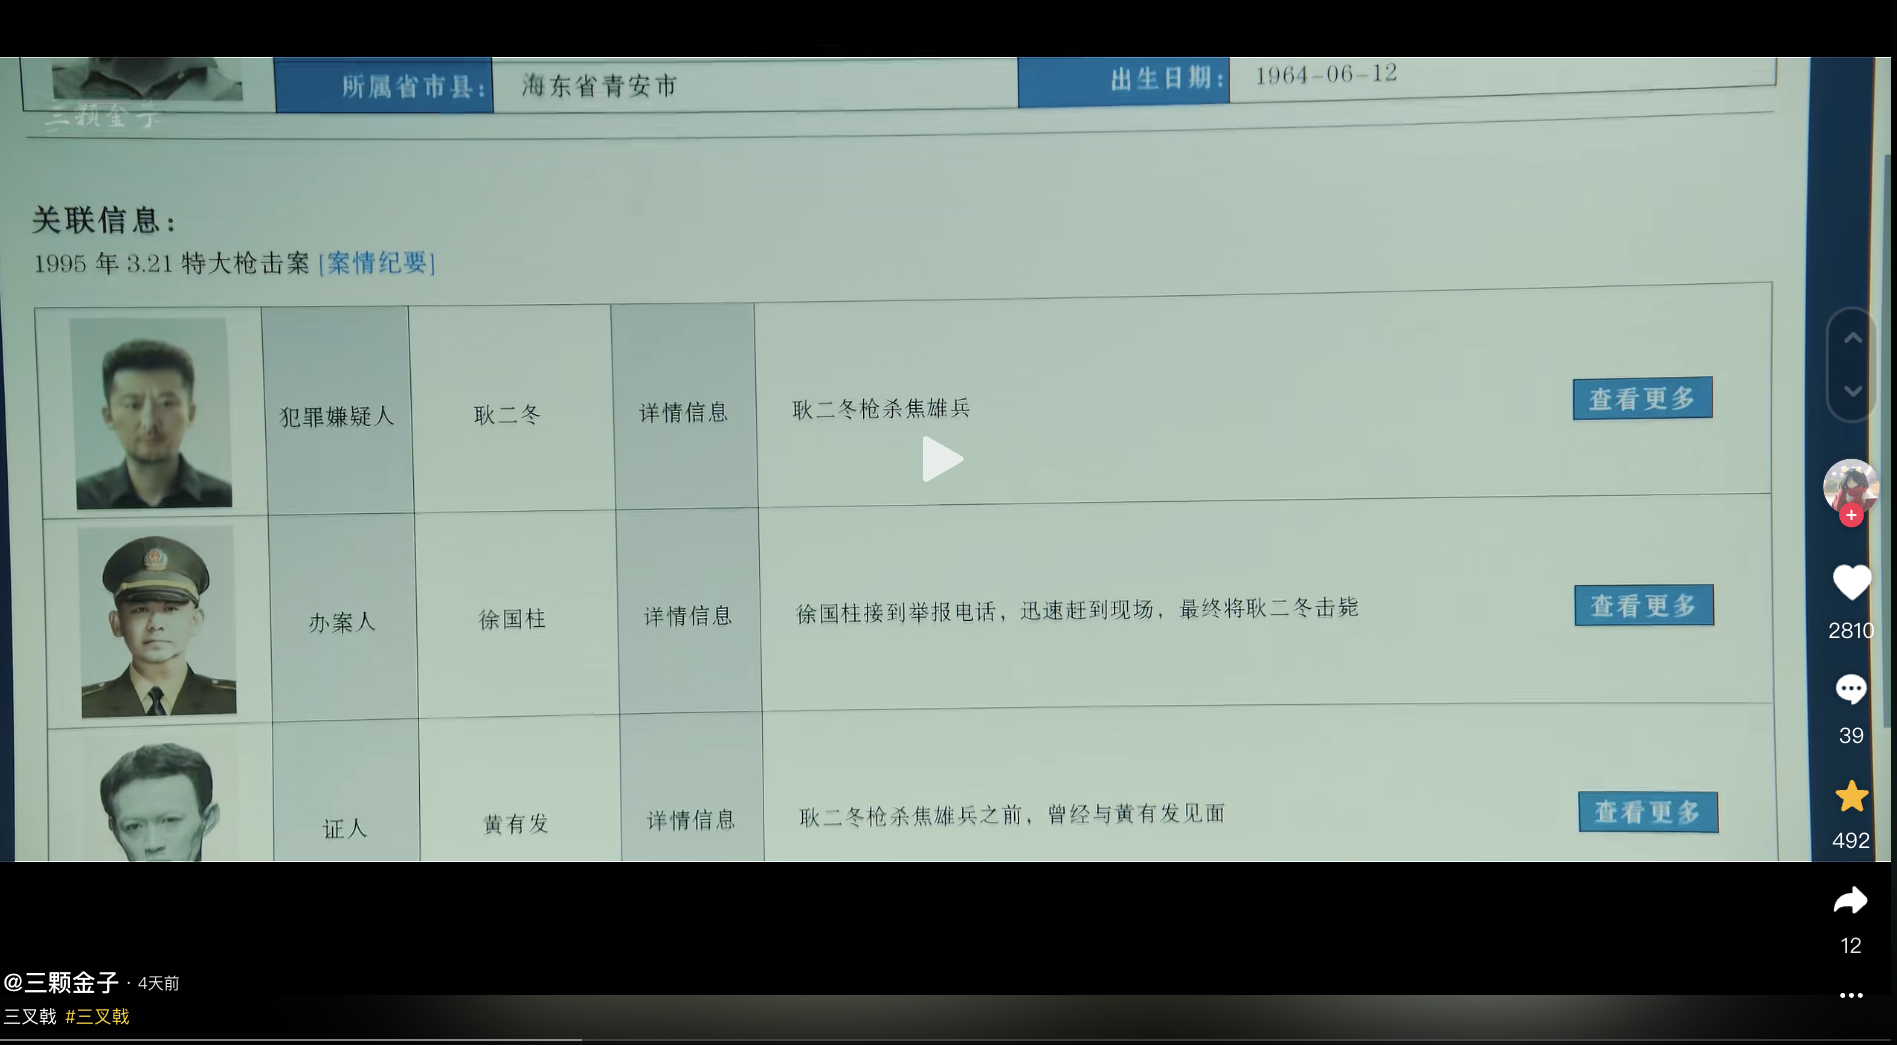 所属省市县:
海东省青安市
出生日期:
1964-06-12
三颗金子
关联信息:
1995 年 3.21 特大枪击案 [案情纪要]
犯罪嫌疑人
耿二冬
详情信息
耿二冬枪杀焦雄兵
查看更多
办案人
徐国柱
详情信息
徐国柱接到举报电话，迅速赶到现场，最终将耿二冬击毙
查看更多
证人
黄有发
详情信息
耿二冬枪杀焦雄兵之前，曾经与黄有发见面
查看更多
2810
39
492
12
@三颗金子 · 4天前
三叉戟 #三叉戟